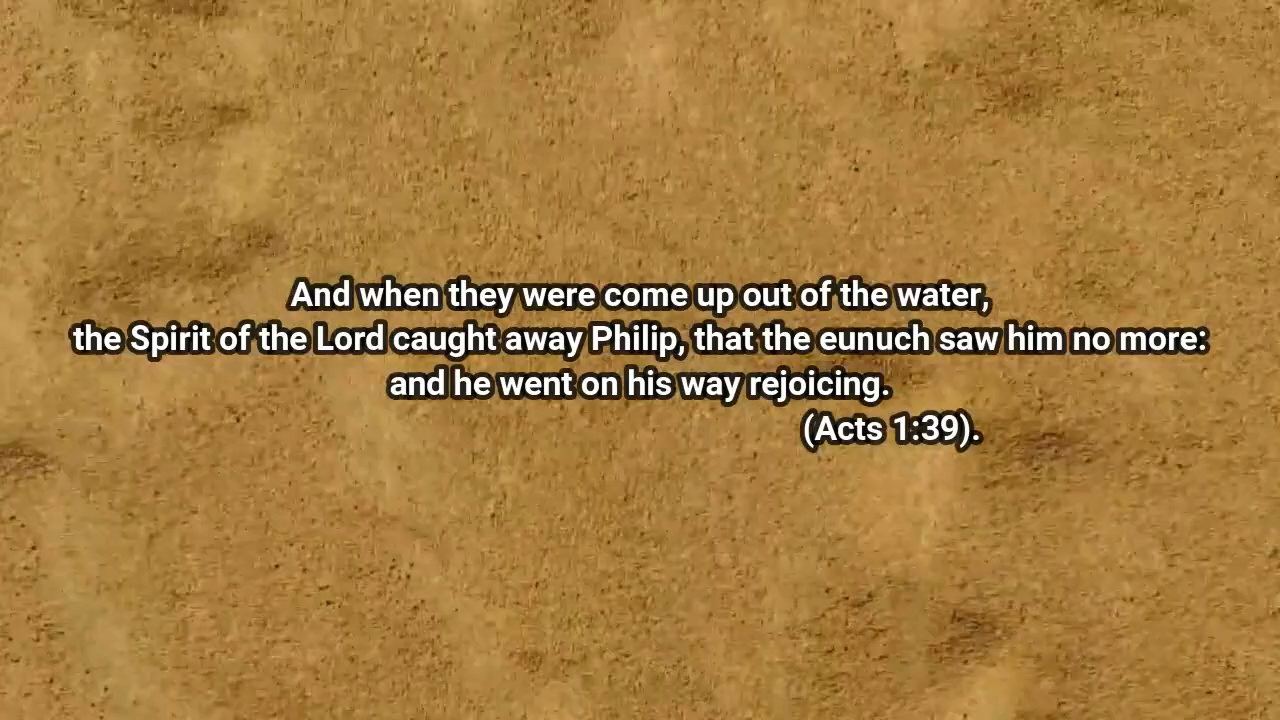 And when they were come up out of the water,
the Spirit of the Lord caught away Philip, that the eunuch saw him no more:
and he went on his way rejoicing.
(Acts 1:39).